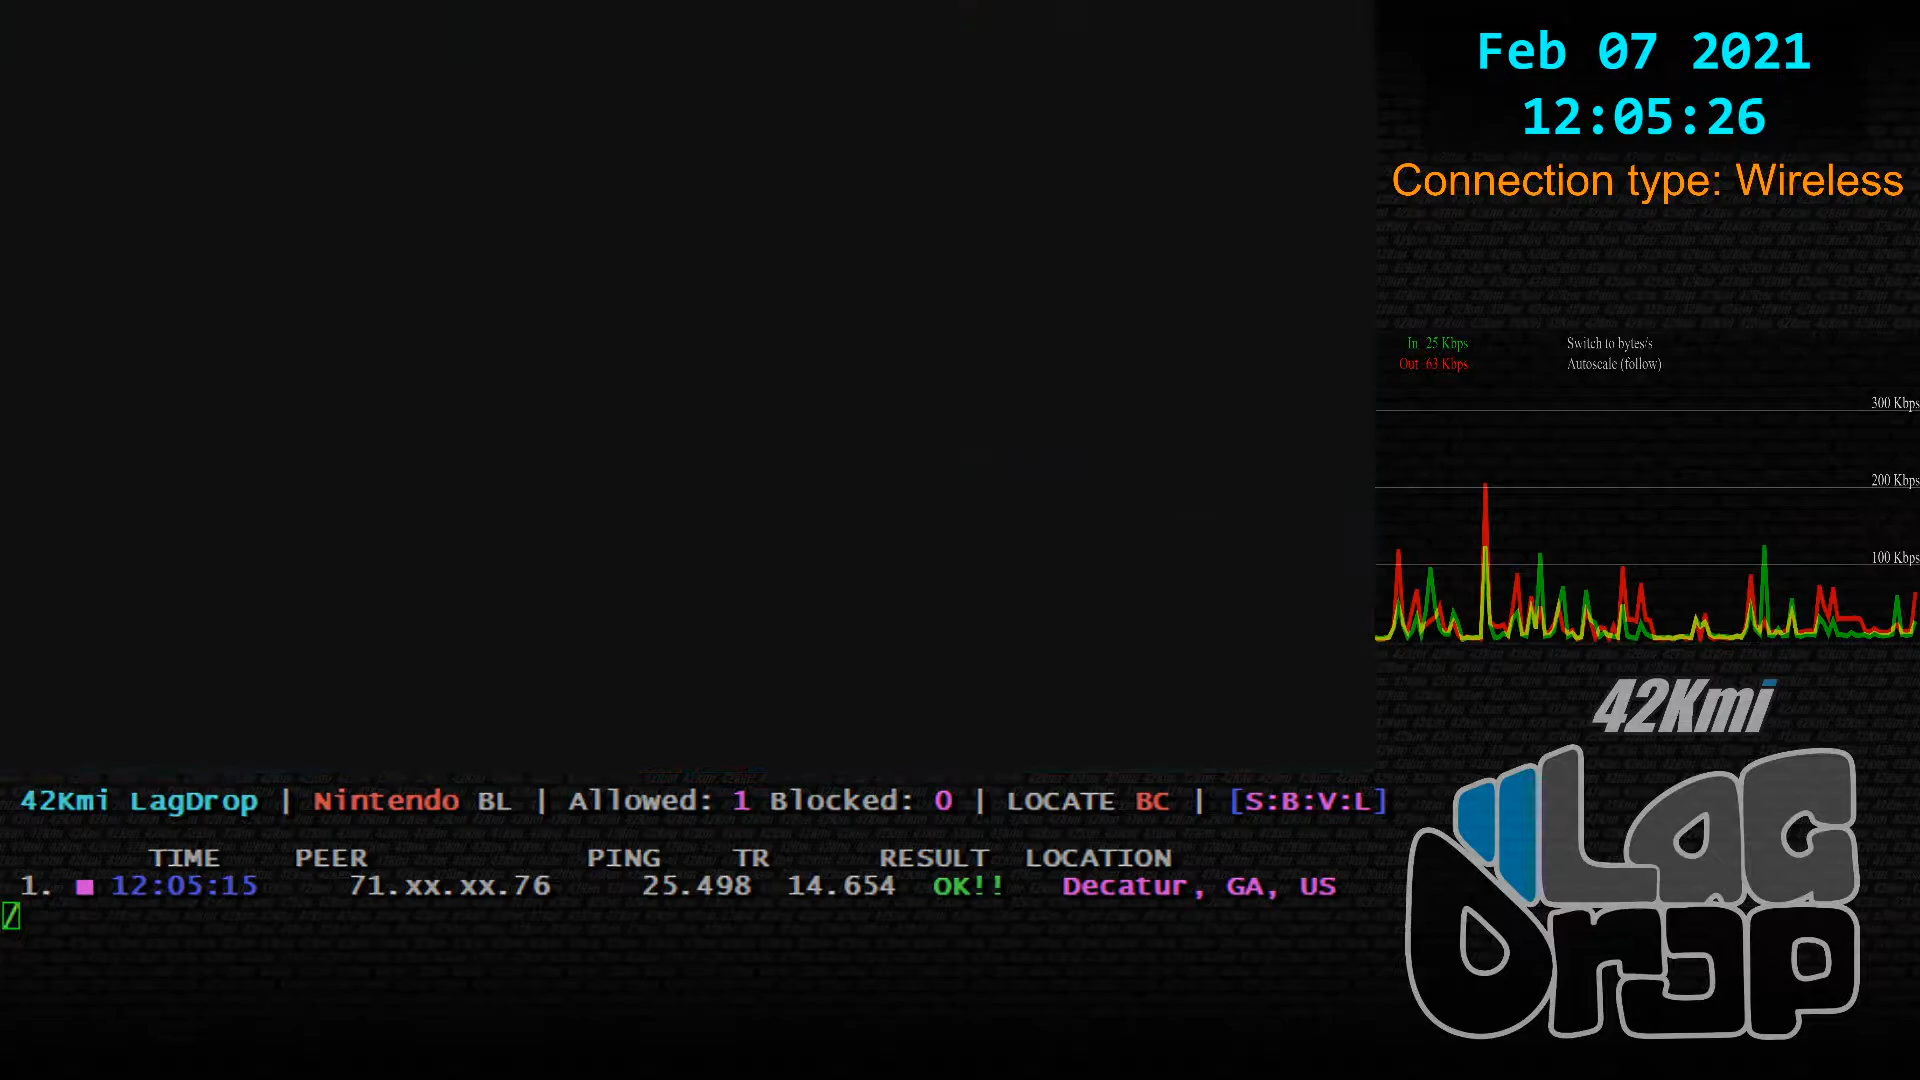 Feb 07 2021
12:05:26
Connection type: Wireless
In 25 Kbps
Switch to bytes/s
Out 63 Kbps
Autoscale (follow)
300 Kbps
200 Kbps
100 Kbps
42Kmi
LAG
Drop
42Kmi LagDrop | Nintendo BL | Allowed: 1 Blocked: 0 | LOCATE BC | [S:B:V:L]
TIME PEER PING TR RESULT LOCATION
1. ■ 12:05:15 71.xx.xx.76 25.498 14.654 OK!! Decatur, GA, US
/